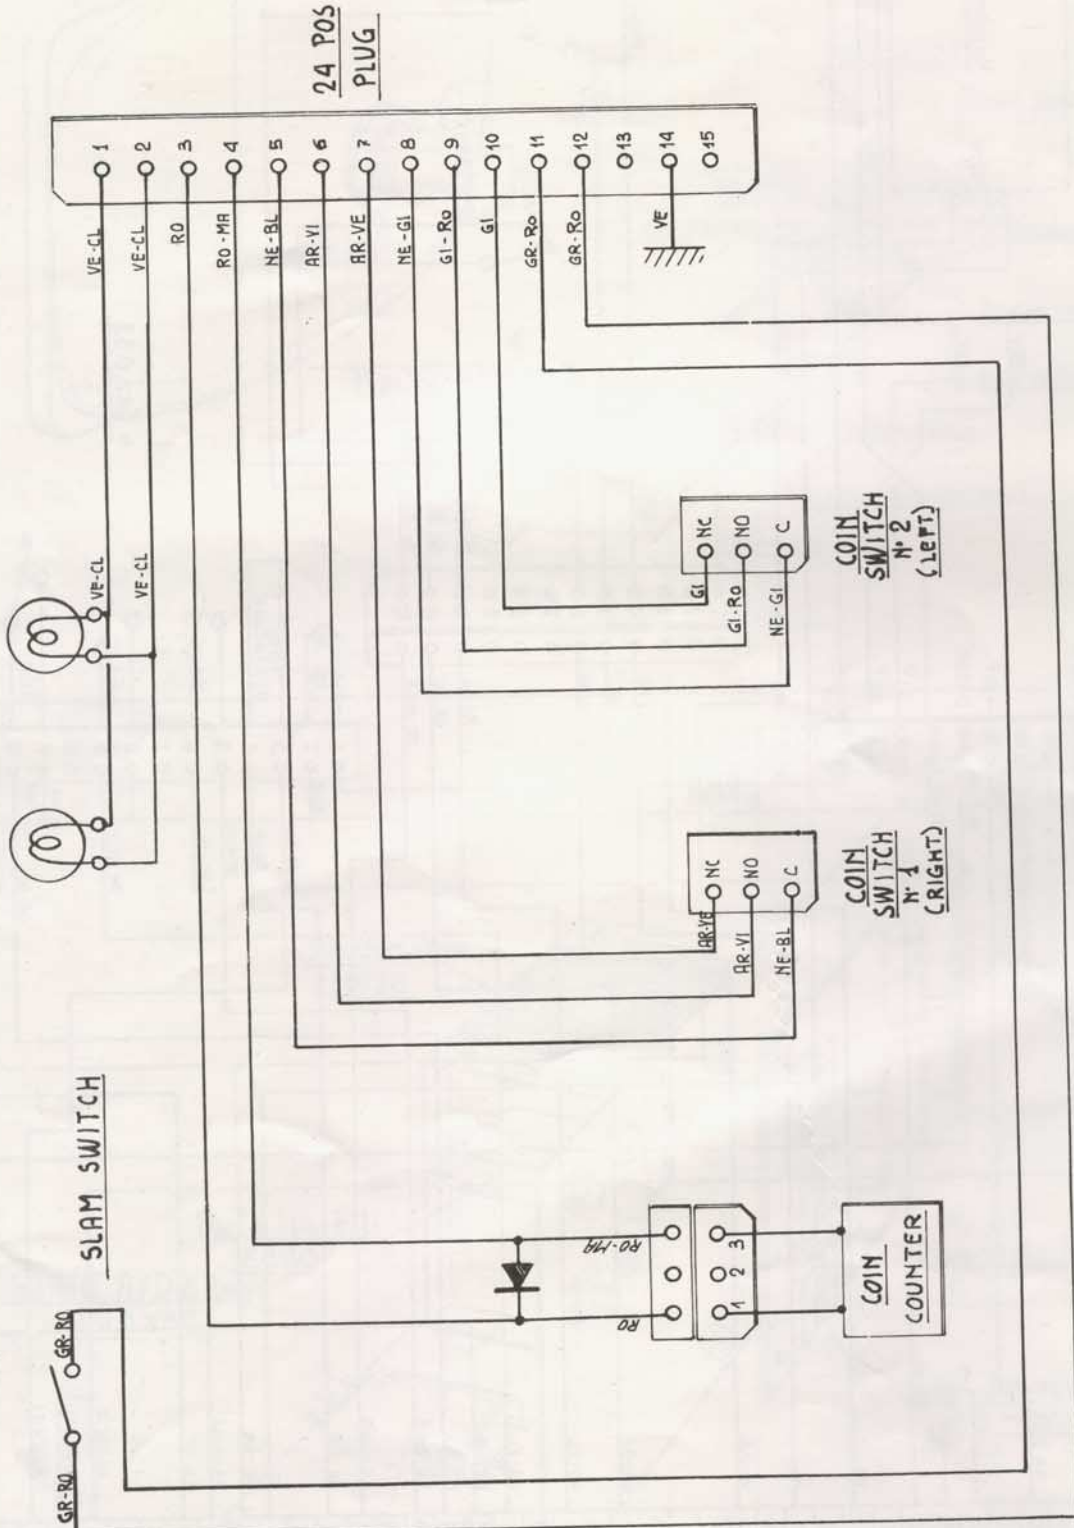 24 POS
PLUG
1
2
3
4
5
6
7
8
9
10
11
12
13
14
15
VE-CL
VE-CL
RO
RO-MA
NE-BL
AR-VI
AR-VE
NE-GI
GI-RO
GI
GR-RO
GR-RO
VE
VE-CL
VE-CL
SLAM SWITCH
GR-RO
GR-RO
GI
GI-RO
NE-GI
NC
NO
C
COIN
SWITCH
N° 2
(LEFT)
AR-VE
AR-VI
NE-BL
NC
NO
C
COIN
SWITCH
N° 1
(RIGHT)
RO
RO-MA
1
2
3
COIN
COUNTER